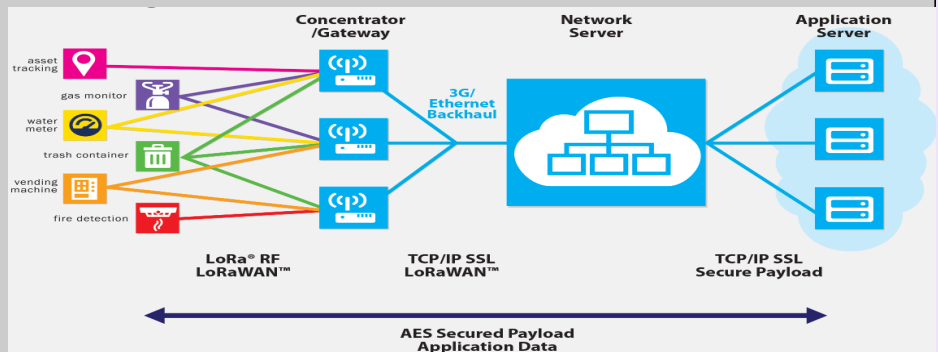 Concentrator
/Gateway
Network
Server
Application
Server
asset
tracking
gas monitor
water
meter
trash container
vending
machine
fire detection
3G/
Ethernet
Backhaul
LoRa® RF
LoRaWAN™
TCP/IP SSL
LoRaWAN™
TCP/IP SSL
Secure Payload
AES Secured Payload
Application Data